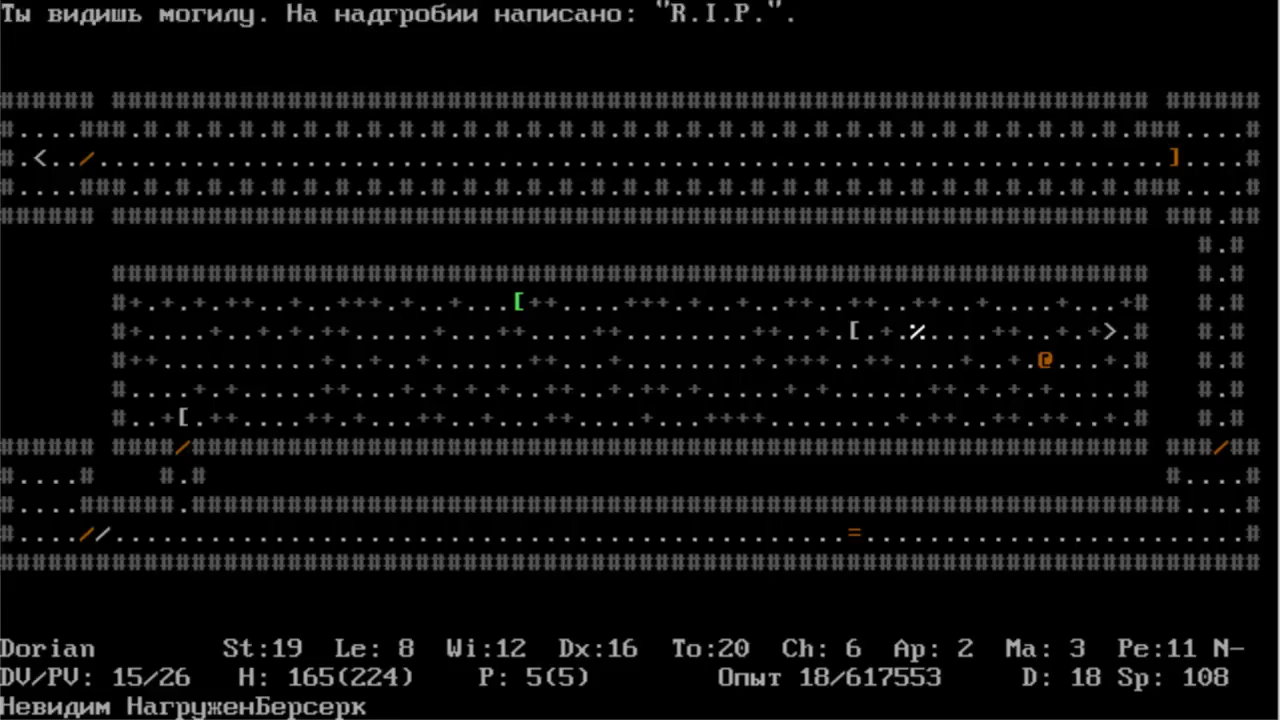 Ты видишь могилу. На надгробии написано: "R.I.P.".
Dorian St:19 Le: 8 Wi:12 Dx:16 To:20 Ch: 6 Ap: 2 Ma: 3 Pe:11 N-
DV/PV: 15/26 H: 165(224) P: 5(5) Опыт 18/617553 D: 18 Sp: 108
Невидим НагруженБерсерк